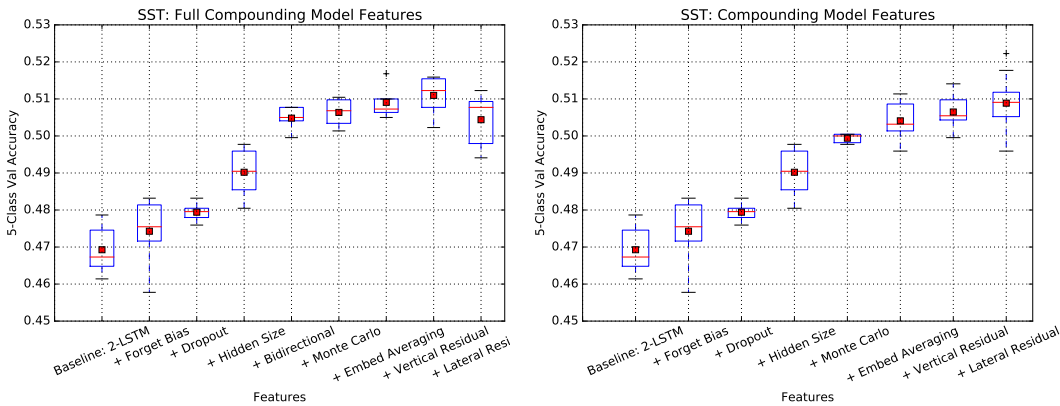 SST: Full Compounding Model Features
5-Class Val Accuracy
0.53
0.52
0.51
0.50
0.49
0.48
0.47
0.46
0.45
Baseline: 2-LSTM
+ Forget Bias
+ Dropout
+ Hidden Size
+ Bidirectional
+ Monte Carlo
+ Embed Averaging
+ Vertical Residual
+ Lateral Resi
Features
SST: Compounding Model Features
5-Class Val Accuracy
0.53
0.52
0.51
0.50
0.49
0.48
0.47
0.46
0.45
Baseline: 2-LSTM
+ Forget Bias
+ Dropout
+ Hidden Size
+ Monte Carlo
+ Embed Averaging
+ Vertical Residual
+ Lateral Residual
Features